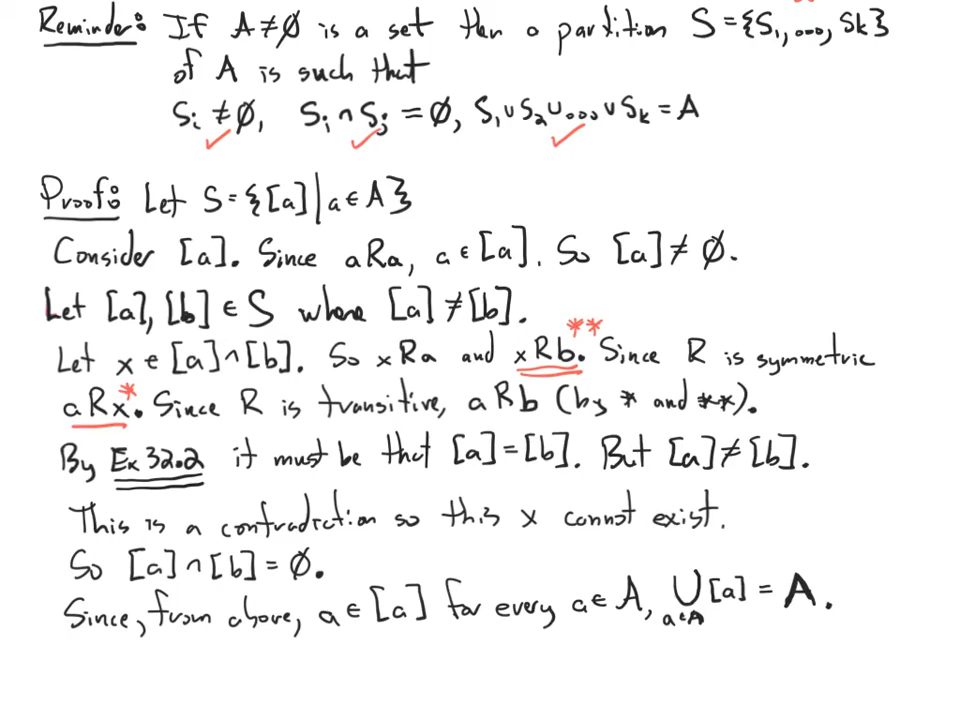 Reminder: If A≠∅ is a set then a partition S={S₁,...,Sk}
of A is such that
Sᵢ ≠ ∅, Sᵢ ∩ Sⱼ = ∅, S₁∪S₂∪...∪Sₖ = A
Proof: Let S={[a]|a∈A}
Consider [a]. Since aRa, a∈[a]. So [a]≠∅.
Let [a],[b]∈S where [a]≠[b].
Let x∈[a]∩[b]. So xRa and xRb.** Since R is symmetric
aRx*. Since R is transitive, aRb (by * and **).
By Ex 32.2 it must be that [a]=[b]. But [a]≠[b].
This is a contradiction so this x cannot exist.
So [a]∩[b]=∅.
Since, from above, a∈[a] for every a∈A, ⋃a∈A [a] = A.